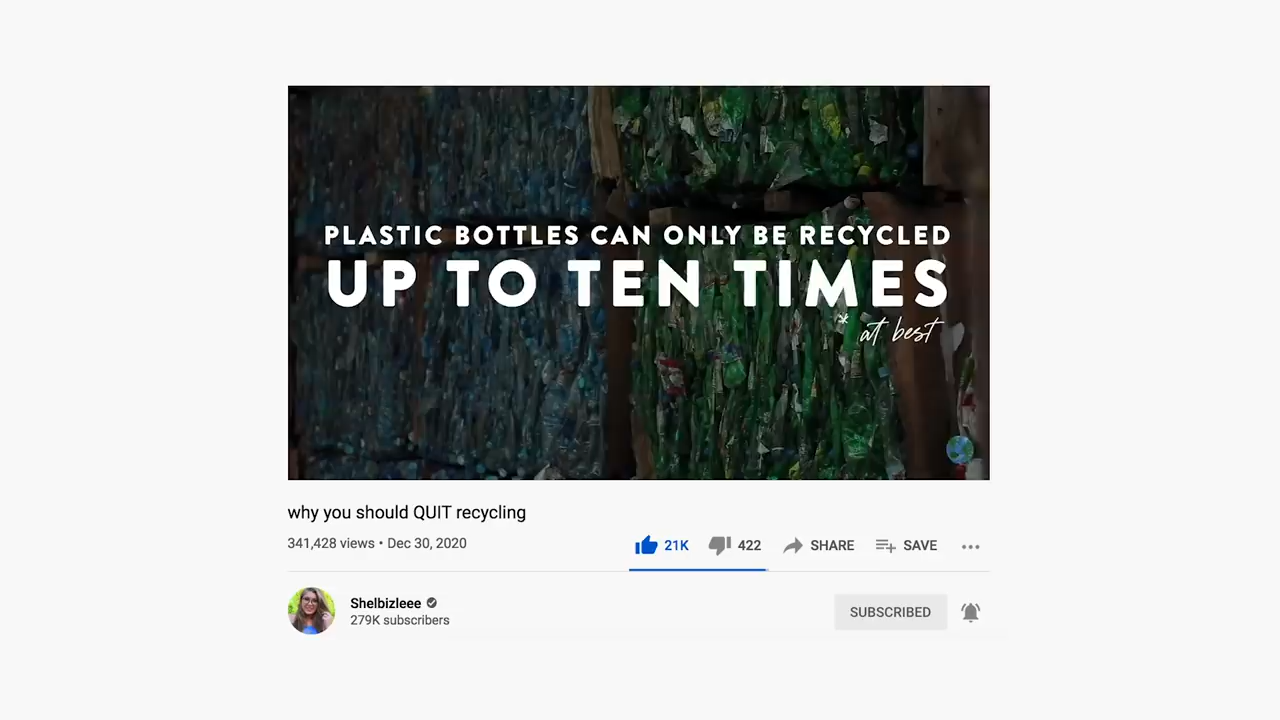 PLASTIC BOTTLES CAN ONLY BE RECYCLED
UP TO TEN TIMES
* at best
why you should QUIT recycling
341,428 views • Dec 30, 2020
21K 422 SHARE SAVE
Shelbizleee
279K subscribers
SUBSCRIBED